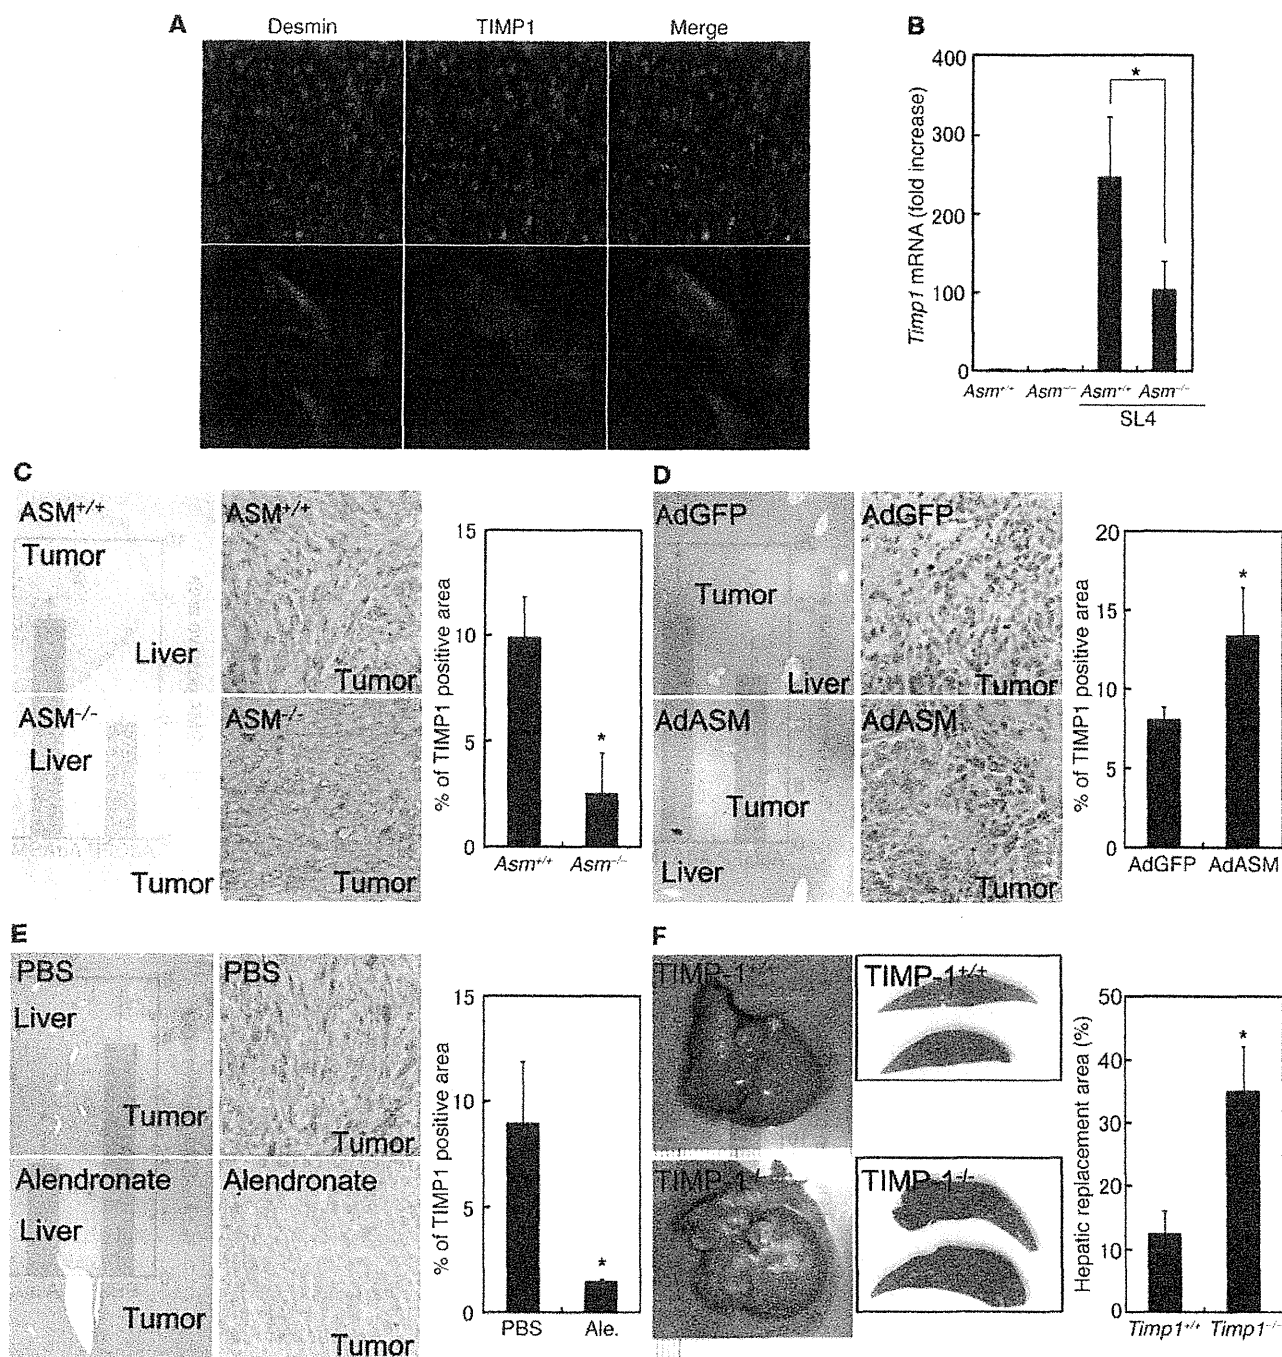 A
Desmin
TIMP1
Merge
B
Timp1 mRNA (fold increase)
400
300
200
100
0
*
Asm+/+
Asm−/−
Asm+/+
Asm−/−
SL4
C
ASM+/+
Tumor
Liver
ASM+/+
Tumor
ASM-/-
Liver
Tumor
ASM-/-
Tumor
% of TIMP1 positive area
15
10
5
0
*
Asm+/+
Asm−/−
D
AdGFP
Tumor
Liver
AdGFP
Tumor
AdASM
Tumor
Liver
AdASM
Tumor
% of TIMP1 positive area
20
15
10
5
0
*
AdGFP
AdASM
E
PBS
Liver
Tumor
PBS
Tumor
Alendronate
Liver
Tumor
Alendronate
Tumor
% of TIMP1 positive area
15
10
5
0
*
PBS
Ale.
F
TIMP-1+/+
TIMP-1+/+
TIMP-1-/-
TIMP-1-/-
Hepatic replacement area (%)
50
40
30
20
10
0
*
Timp1+/+
Timp1−/−